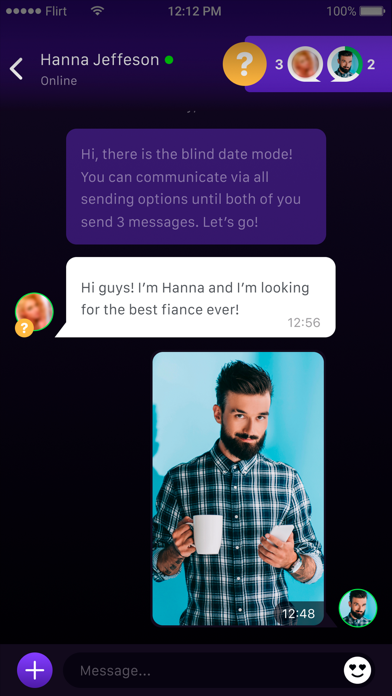 Flirt
12:12 PM
100%
Hanna Jeffeson
Online
?
3
2
Hi, there is the blind date mode!
You can communicate via all
sending options until both of you
send 3 messages. Let’s go!
Hi guys! I’m Hanna and I’m looking
for the best fiance ever!
12:56
?
12:48
+
Message...